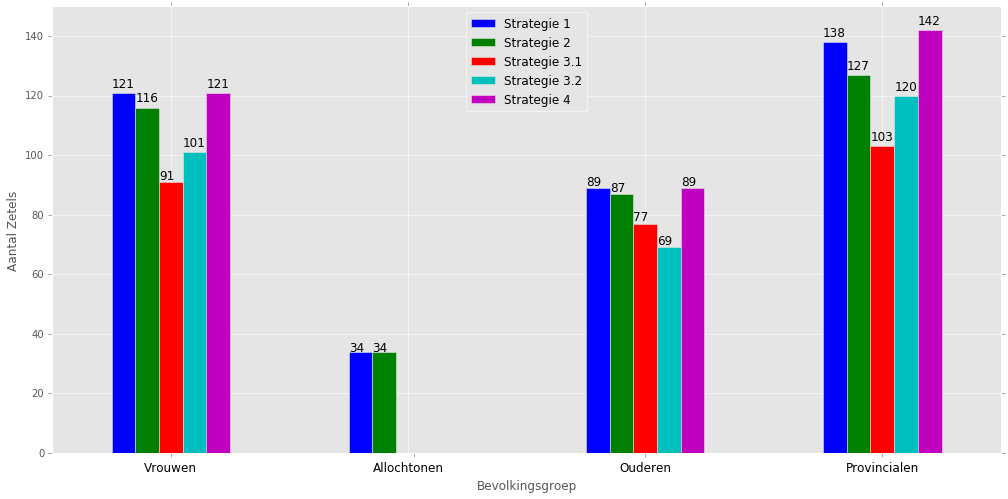 Aantal Zetels
140
120
100
80
60
40
20
0
Strategie 1
Strategie 2
Strategie 3.1
Strategie 3.2
Strategie 4
121
116
91
101
121
34
34
89
87
77
69
89
138
127
103
120
142
Vrouwen
Allochtonen
Ouderen
Provincialen
Bevolkingsgroep